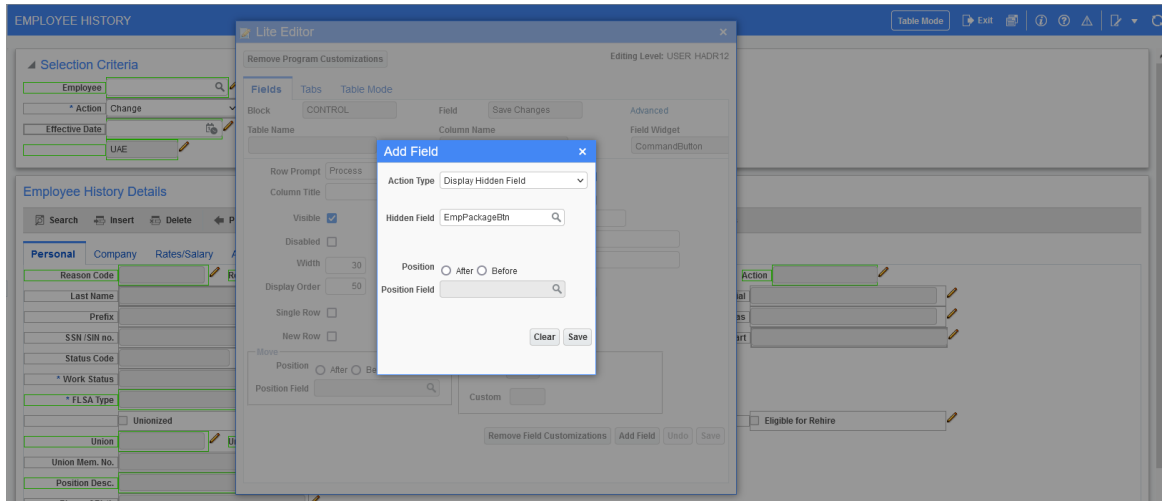 EMPLOYEE HISTORY
Table Mode Exit
Lite Editor
Remove Program Customizations Editing Level: USER HADR12
Selection Criteria
Employee
* Action Change
Effective Date
UAE
Fields Tabs Table Mode
Block CONTROL Field Save Changes Advanced
Table Name Column Name Field Widget
CommandButton
Row Prompt Process
Column Title
Visible
Disabled
Width 30
Display Order 50
Single Row
New Row
Move
Position After Be
Position Field
Custom
Remove Field Customizations Add Field Undo Save
Add Field
Action Type Display Hidden Field
Hidden Field EmpPackageBtn
Position After Before
Position Field
Clear Save
Employee History Details
Search Insert Delete P
Personal Company Rates/Salary A
Reason Code R Action
Last Name ial
Prefix as
SSN /SIN no. art
Status Code
* Work Status
* FLSA Type
Unionized Eligible for Rehire
Union U
Union Mem. No.
Position Desc.